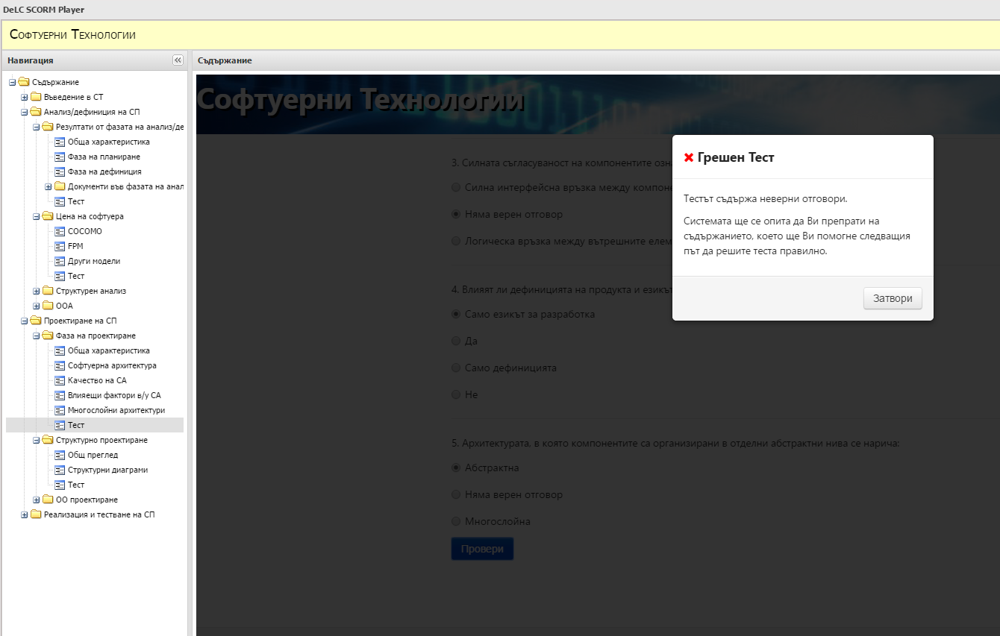 DeLC SCORM Player
Софтуерни Технологии
Навигация
Съдържание
Въведение в СТ
Анализ/дефиниция на СП
Резултати от фазата на анализ/де
Обща характеристика
Фаза на планиране
Фаза на дефиниция
Документи във фазата на анал
Тест
Цена на софтуера
COCOMO
FPM
Други модели
Тест
Структурен анализ
ООА
Проектиране на СП
Фаза на проектиране
Обща характеристика
Софтуерна архитектура
Качество на СА
Влияещи фактори в/у СА
Многослойни архитектури
Тест
Структурно проектиране
Общ преглед
Структурни диаграми
Тест
ОО проектиране
Реализация и тестване на СП
Съдържание
Софтуерни Технологии
3. Силната съгласуваност на компонентите озн
Силна интерфейсна връзка между компоне
Няма верен отговор
Логическа връзка между вътрешните елем
4. Влияят ли дефиницията на продукта и езикът
Само езикът за разработка
Да
Само дефиницията
Не
5. Архитектурата, в която компонентите са организирани в отделни абстрактни нива се нарича:
Абстрактна
Няма верен отговор
Многослойна
Провери
Грешен Тест
Тестът съдържа неверни отговори.
Системата ще се опита да Ви препрати на
съдържанието, което ще Ви помогне следващия
път да решите теста правилно.
Затвори